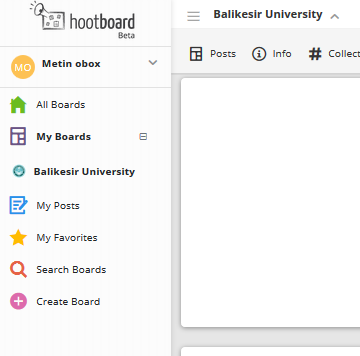 hootboard
Beta
MO
Metin obox
All Boards
My Boards
Balikesir University
My Posts
My Favorites
Search Boards
Create Board
Balikesir University
Posts
Info
Collect